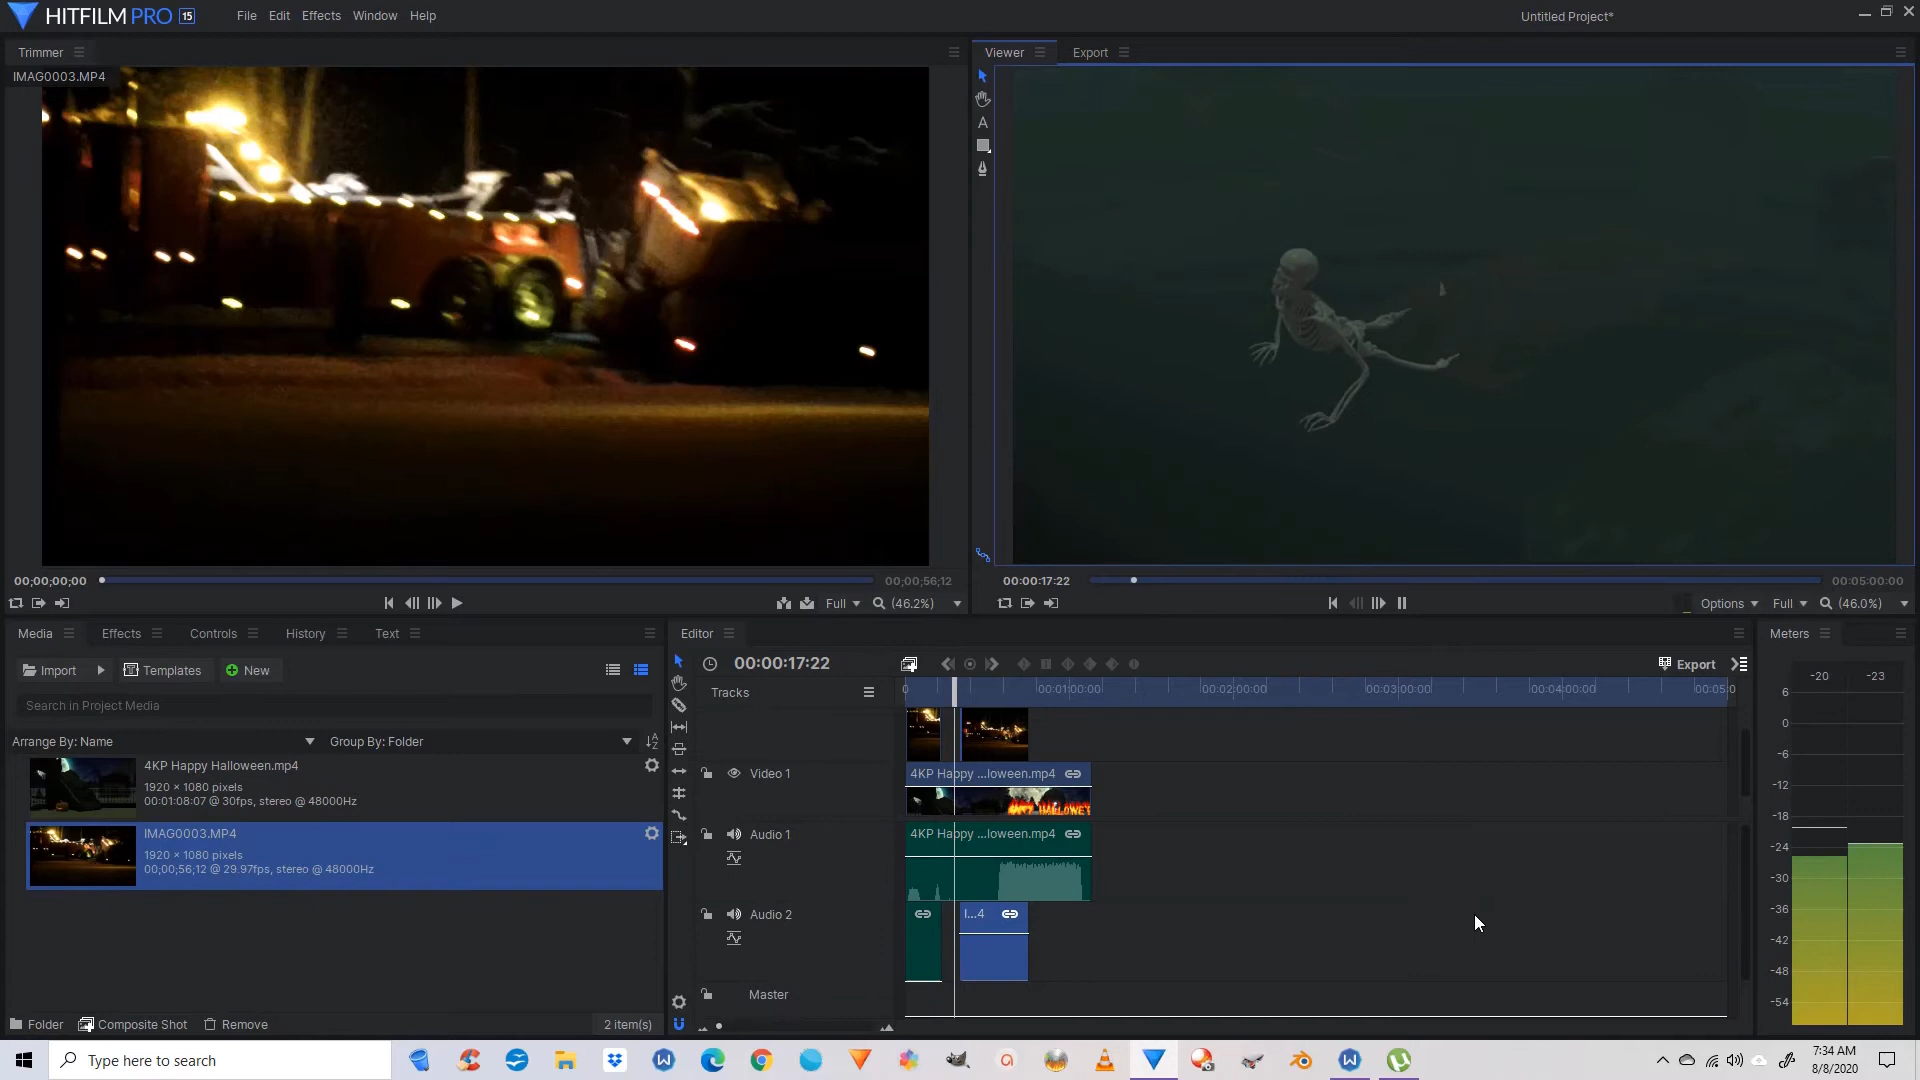 HITFILM PRO 15
File Edit Effects Window Help
Untitled Project*
Trimmer
IMAG0003.MP4
Viewer
Export
00;00;00;00
00;00;56;12
Full
(46.2%)
00:00:17:22
00:05:00:00
Options
Full
(46.0%)
Media
Effects
Controls
History
Text
Import
Templates
New
Search in Project Media
Arrange By: Name
Group By: Folder
4KP Happy Halloween.mp4
1920 × 1080 pixels
00:01:08:07 @ 30fps, stereo @ 48000Hz
IMAG0003.MP4
1920 × 1080 pixels
00;00;56;12 @ 29.97fps, stereo @ 48000Hz
Folder
Composite Shot
Remove
2 item(s)
Editor
00:00:17:22
Export
Tracks
0
00:01:00:00
00:02:00:00
00:03:00:00
00:04:00:00
00:05:0
Video 1
4KP Happy ...loween.mp4
Audio 1
4KP Happy ...loween.mp4
Audio 2
I...4
Master
Meters
-20
-23
6
0
-6
-12
-18
-24
-30
-36
-42
-48
-54
Type here to search
7:34 AM
8/8/2020